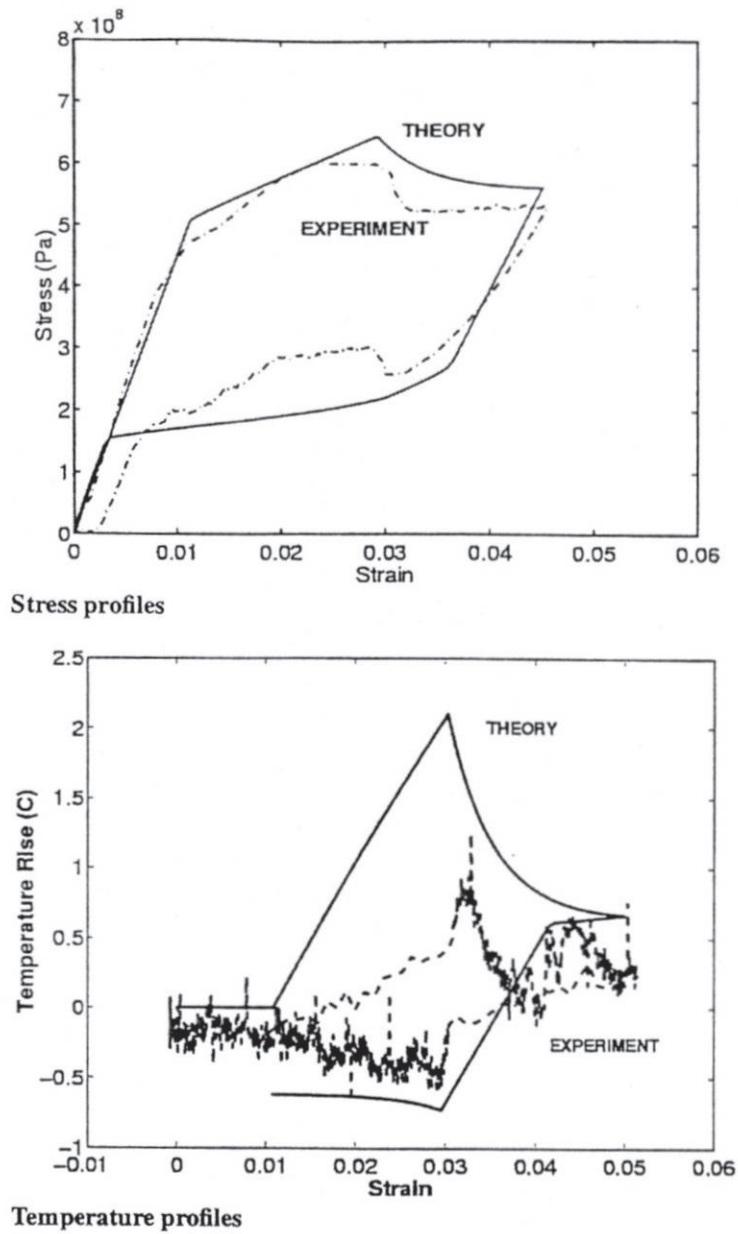 x 10⁸
8
7
6
5
4
3
2
1
0
Stress (Pa)
THEORY
EXPERIMENT
0 0.01 0.02 0.03 0.04 0.05 0.06
Strain
Stress profiles
2.5
2
1.5
1
0.5
0
−0.5
−1
Temperature Rise (C)
THEORY
EXPERIMENT
−0.01 0 0.01 0.02 0.03 0.04 0.05 0.06
Strain
Temperature profiles